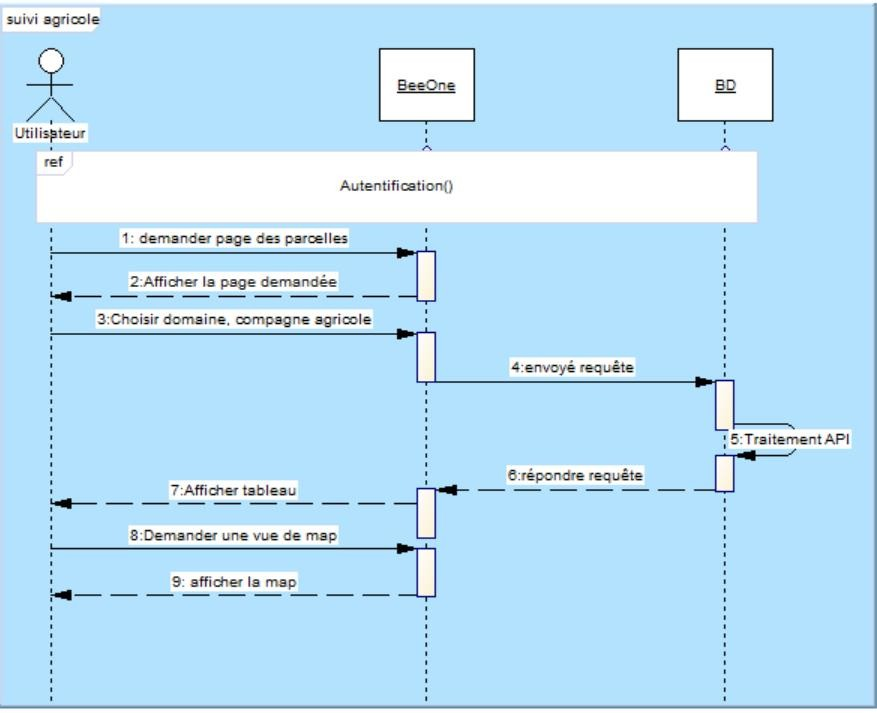 suivi agricole
BeeOne
BD
Utilisateur
ref
Autentification()
1: demander page des parcelles
2:Afficher la page demandée
3:Choisir domaine, compagne agricole
4:envoyé requête
5:Traitement API
6:répondre requête
7:Afficher tableau
8:Demander une vue de map
9: afficher la map